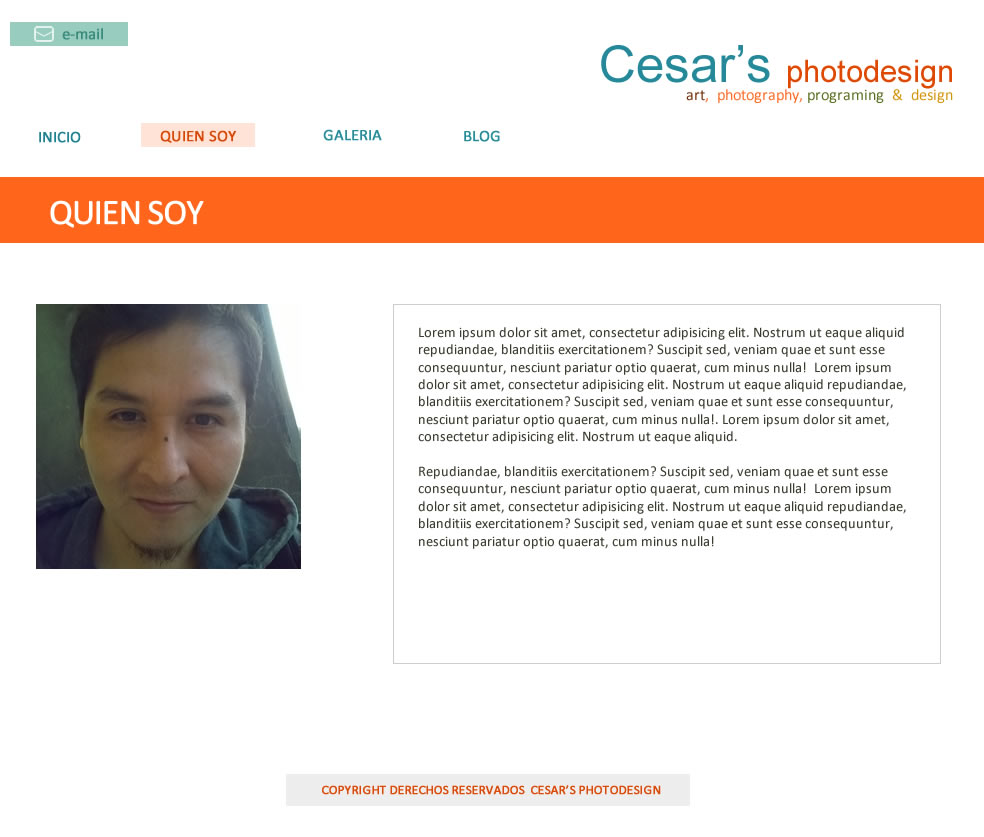 e-mail
Cesar's photodesign
art, photography, programing & design
INICIO QUIEN SOY GALERIA BLOG
QUIEN SOY
Lorem ipsum dolor sit amet, consectetur adipisicing elit. Nostrum ut eaque aliquid
repudiandae, blanditiis exercitationem? Suscipit sed, veniam quae et sunt esse
consequuntur, nesciunt pariatur optio quaerat, cum minus nulla!  Lorem ipsum
dolor sit amet, consectetur adipisicing elit. Nostrum ut eaque aliquid repudiandae,
blanditiis exercitationem? Suscipit sed, veniam quae et sunt esse consequuntur,
nesciunt pariatur optio quaerat, cum minus nulla!. Lorem ipsum dolor sit amet,
consectetur adipisicing elit. Nostrum ut eaque aliquid.
Repudiandae, blanditiis exercitationem? Suscipit sed, veniam quae et sunt esse
consequuntur, nesciunt pariatur optio quaerat, cum minus nulla!  Lorem ipsum
dolor sit amet, consectetur adipisicing elit. Nostrum ut eaque aliquid repudiandae,
blanditiis exercitationem? Suscipit sed, veniam quae et sunt esse consequuntur,
nesciunt pariatur optio quaerat, cum minus nulla!
COPYRIGHT DERECHOS RESERVADOS  CESAR'S PHOTODESIGN